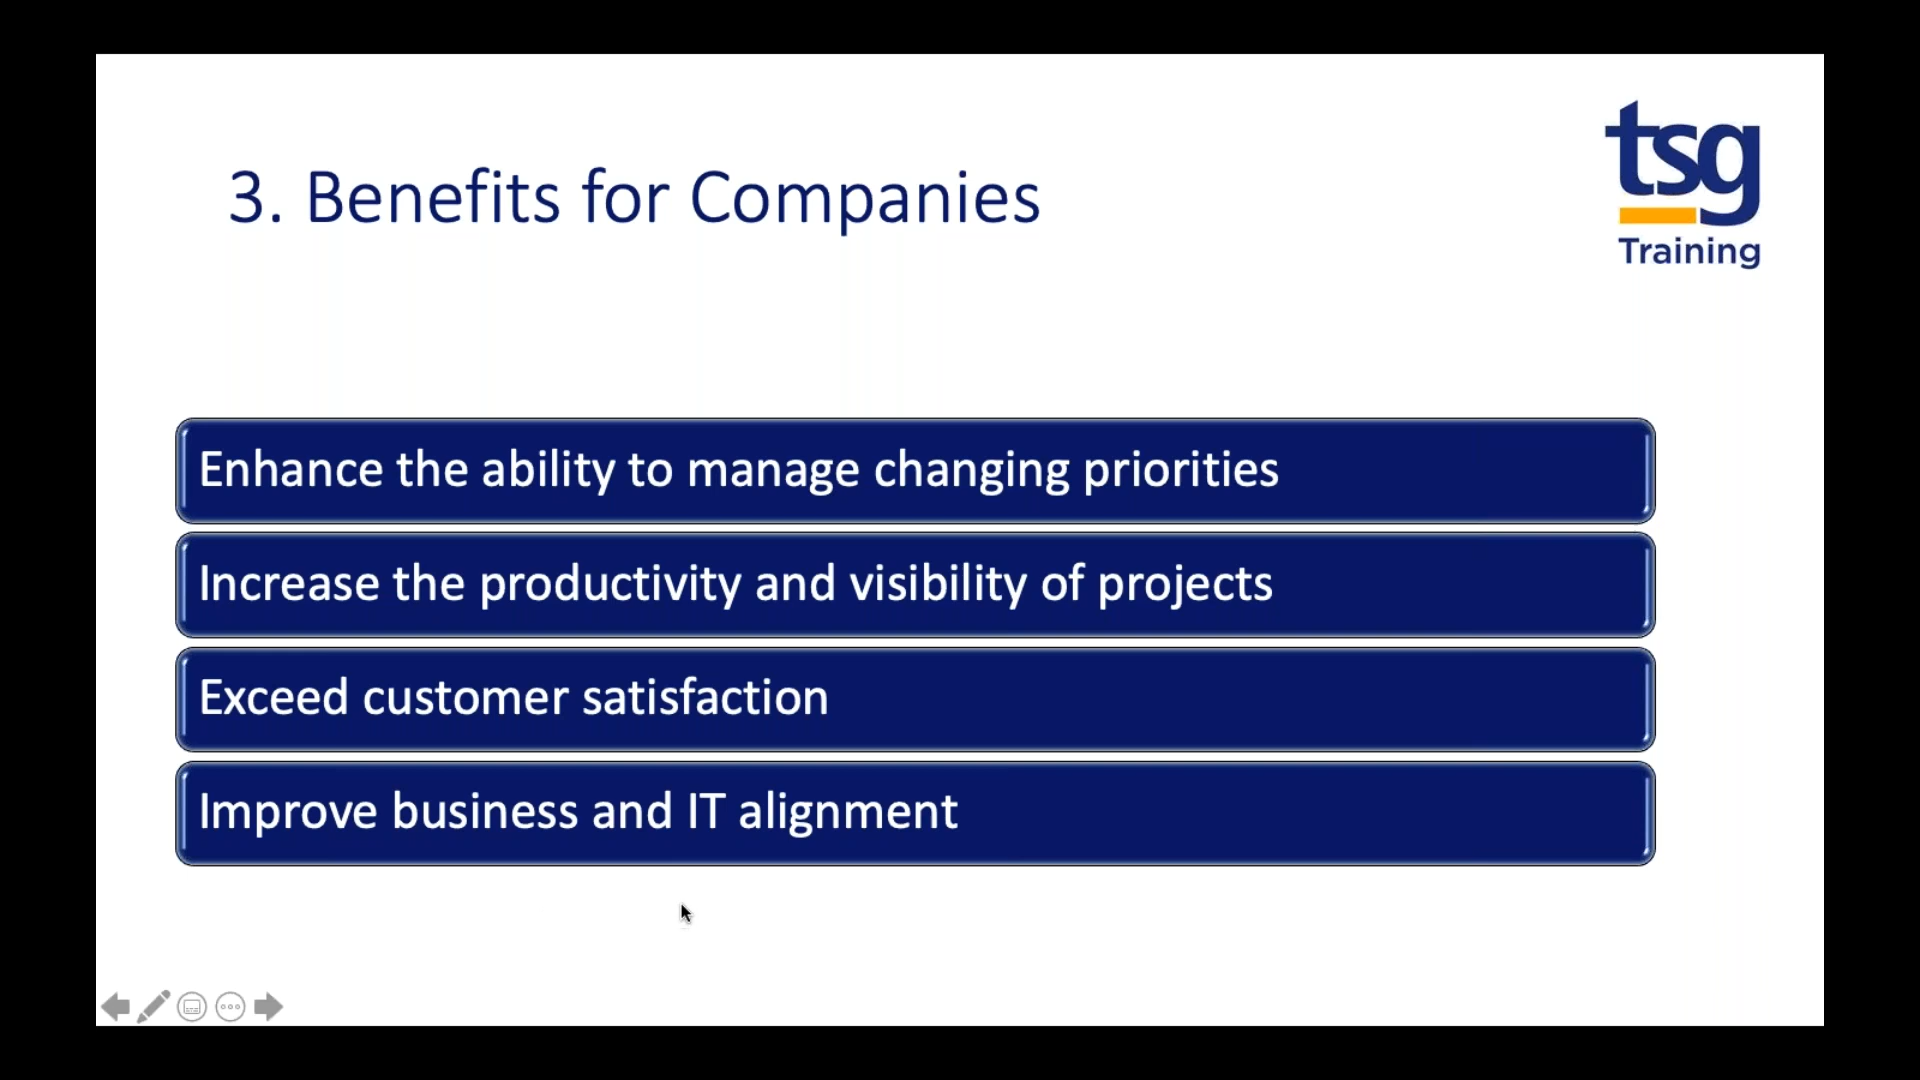 3. Benefits for Companies
tsg
Training
Enhance the ability to manage changing priorities
Increase the productivity and visibility of projects
Exceed customer satisfaction
Improve business and IT alignment